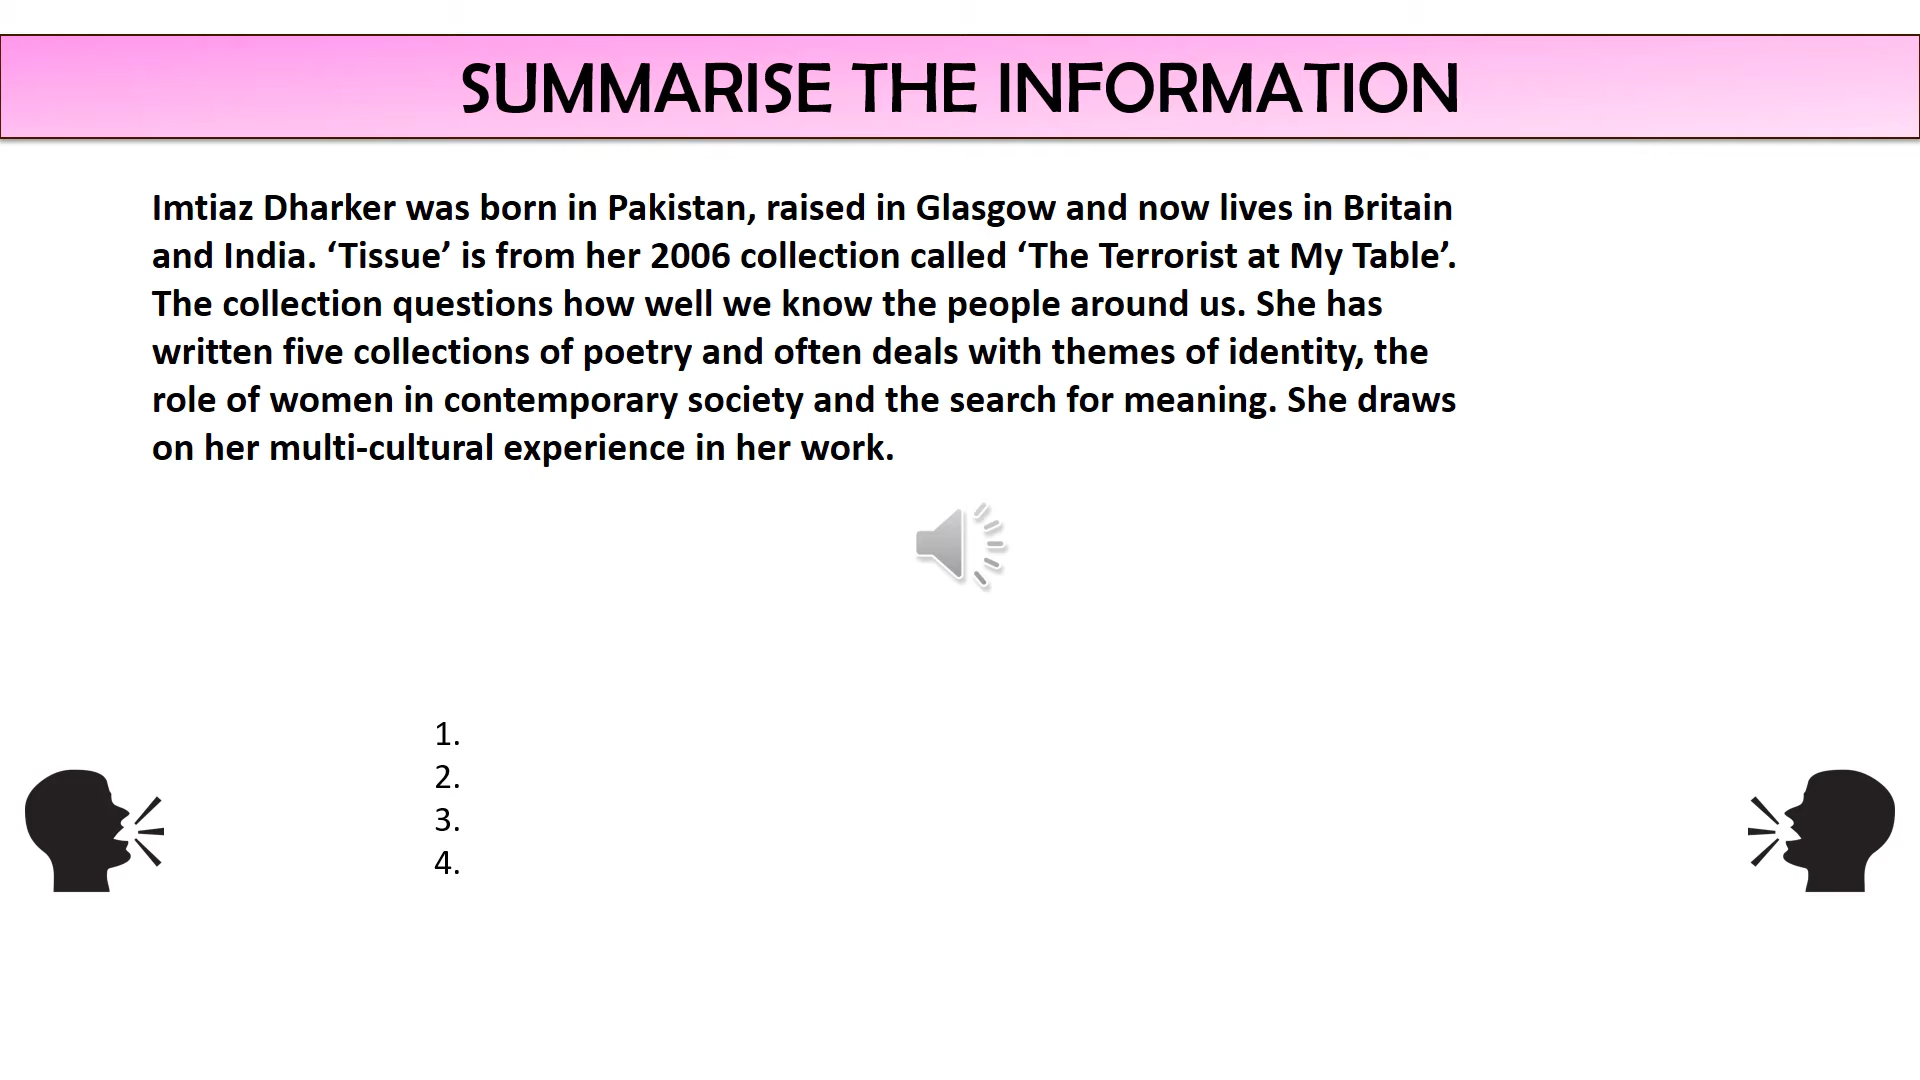 SUMMARISE THE INFORMATION
Imtiaz Dharker was born in Pakistan, raised in Glasgow and now lives in Britain
and India. ‘Tissue’ is from her 2006 collection called ‘The Terrorist at My Table’.
The collection questions how well we know the people around us. She has
written five collections of poetry and often deals with themes of identity, the
role of women in contemporary society and the search for meaning. She draws
on her multi-cultural experience in her work.
1.
2.
3.
4.